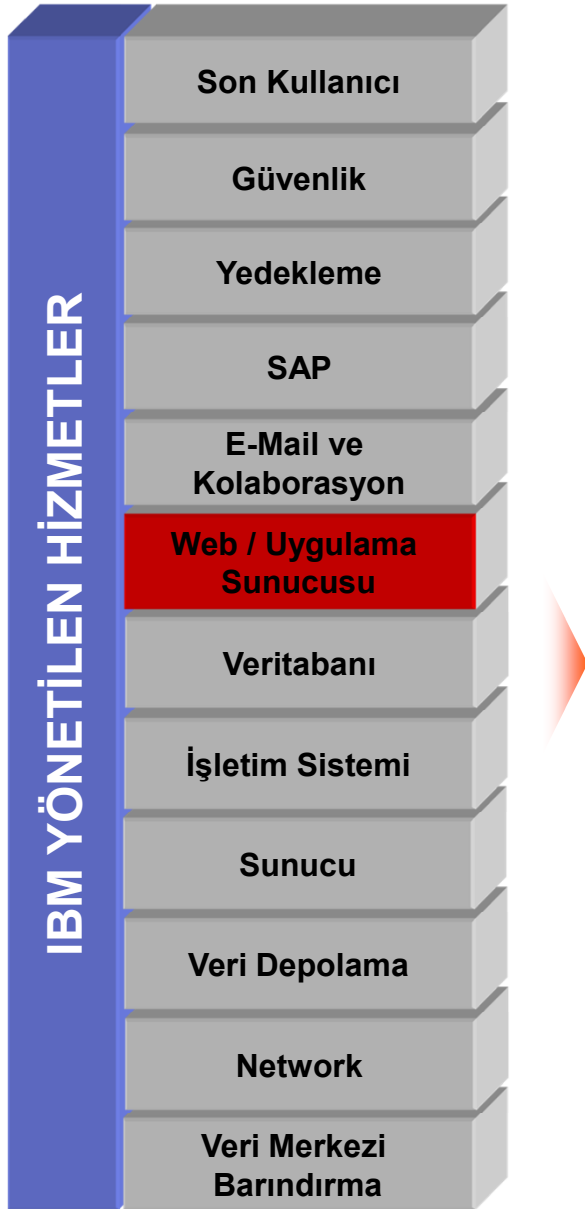 IBM YÖNETİLEN HİZMETLER
Son Kullanıcı
Güvenlik
Yedekleme
SAP
E-Mail ve
Kolaborasyon
Web / Uygulama
Sunucusu
Veritabanı
İşletim Sistemi
Sunucu
Veri Depolama
Network
Veri Merkezi
Barındırma